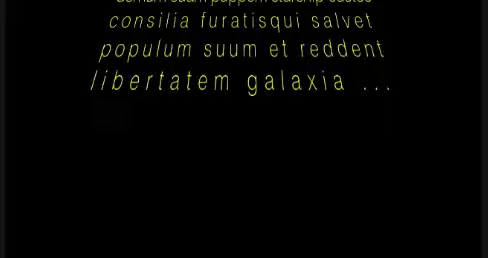 consilia furatisqui salvet
populum suum et reddent
libertatem galaxia ...